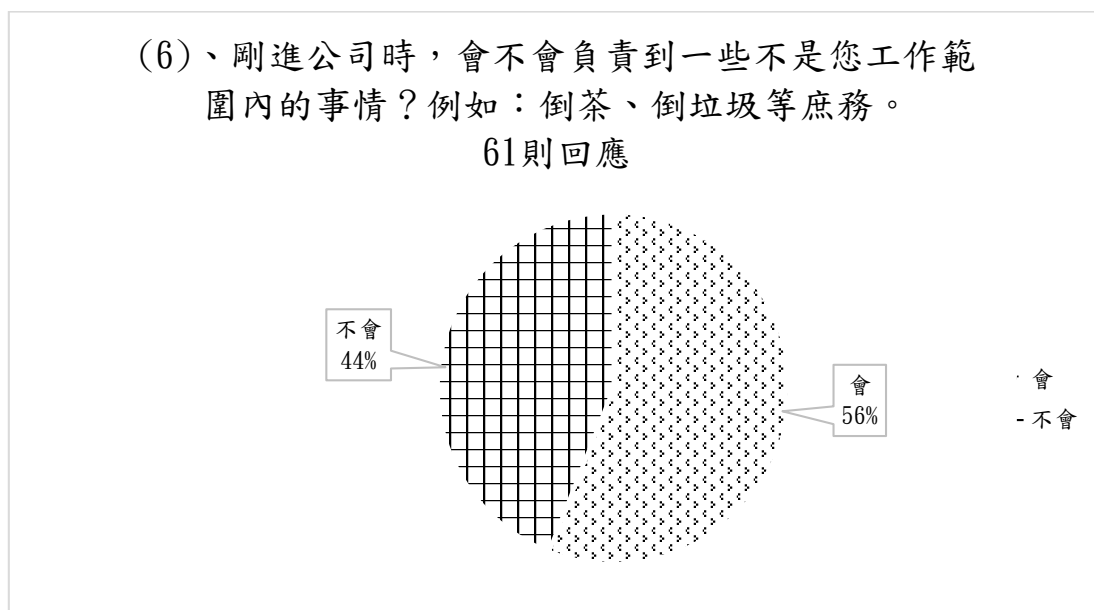 (6)、剛進公司時，會不會負責到一些不是您工作範
圍內的事情？例如：倒茶、倒垃圾等庶務。
61則回應
不會
44%
會
56%
會
不會